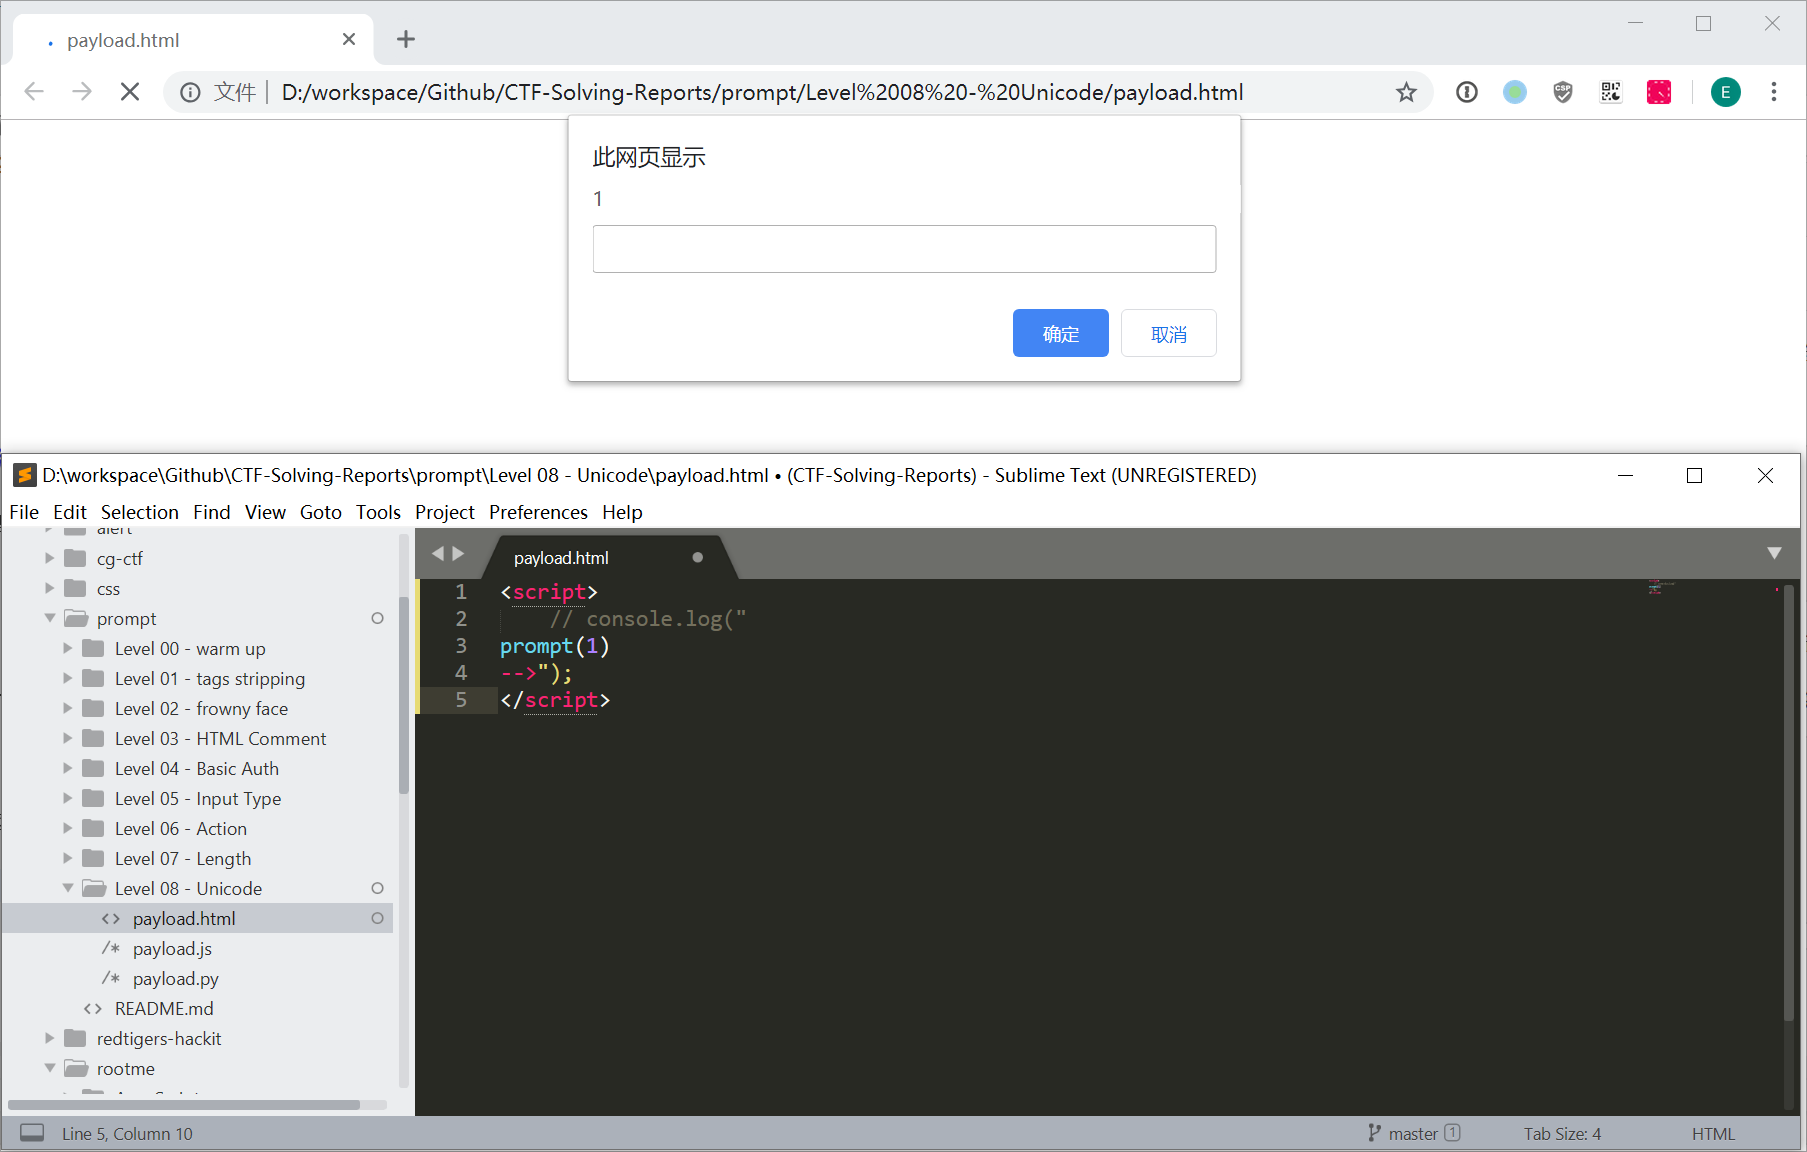 payload.html
文件 D:/workspace/Github/CTF-Solving-Reports/prompt/Level%2008%20-%20Unicode/payload.html
CSP
E
此网页显示
1
确定 取消
D:\workspace\Github\CTF-Solving-Reports\prompt\Level 08 - Unicode\payload.html • (CTF-Solving-Reports) - Sublime Text (UNREGISTERED)
File Edit Selection Find View Goto Tools Project Preferences Help
alert
cg-ctf
css
prompt
Level 00 - warm up
Level 01 - tags stripping
Level 02 - frowny face
Level 03 - HTML Comment
Level 04 - Basic Auth
Level 05 - Input Type
Level 06 - Action
Level 07 - Length
Level 08 - Unicode
<> payload.html
/* payload.js
/* payload.py
<> README.md
redtigers-hackit
rootme
payload.html
1 <script>
2 // console.log("
3 prompt(1)
4 -->");
5 </script>
Line 5, Column 10
master 1
Tab Size: 4
HTML